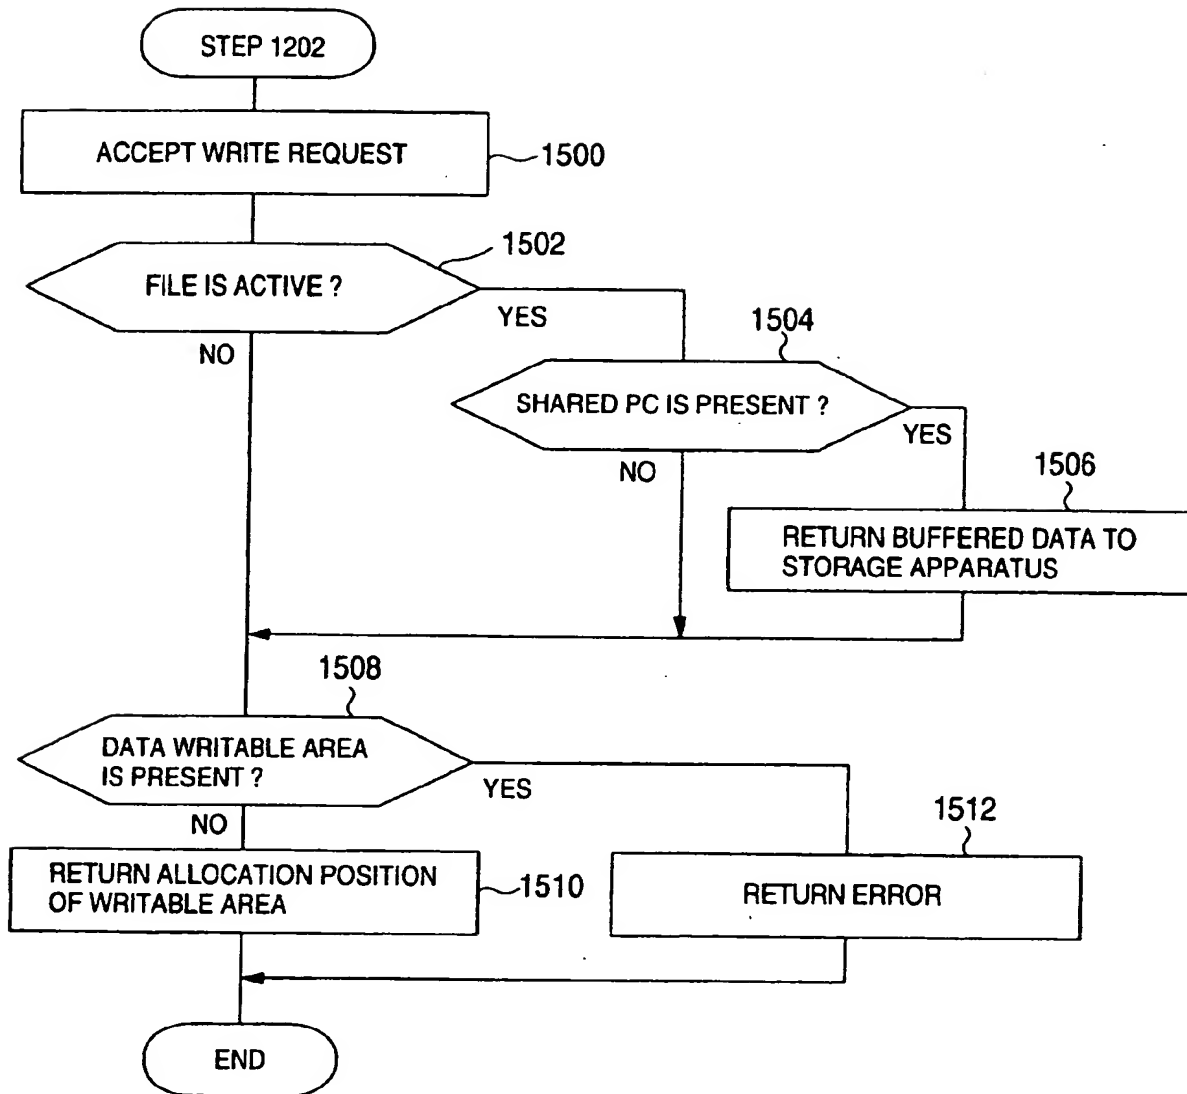 STEP 1202
ACCEPT WRITE REQUEST
1500
1502
FILE IS ACTIVE ?
YES
NO
1504
SHARED PC IS PRESENT ?
YES
NO
1506
RETURN BUFFERED DATA TO
STORAGE APPARATUS
1508
DATA WRITABLE AREA
IS PRESENT ?
YES
NO
1512
RETURN ALLOCATION POSITION
OF WRITABLE AREA
1510
RETURN ERROR
END